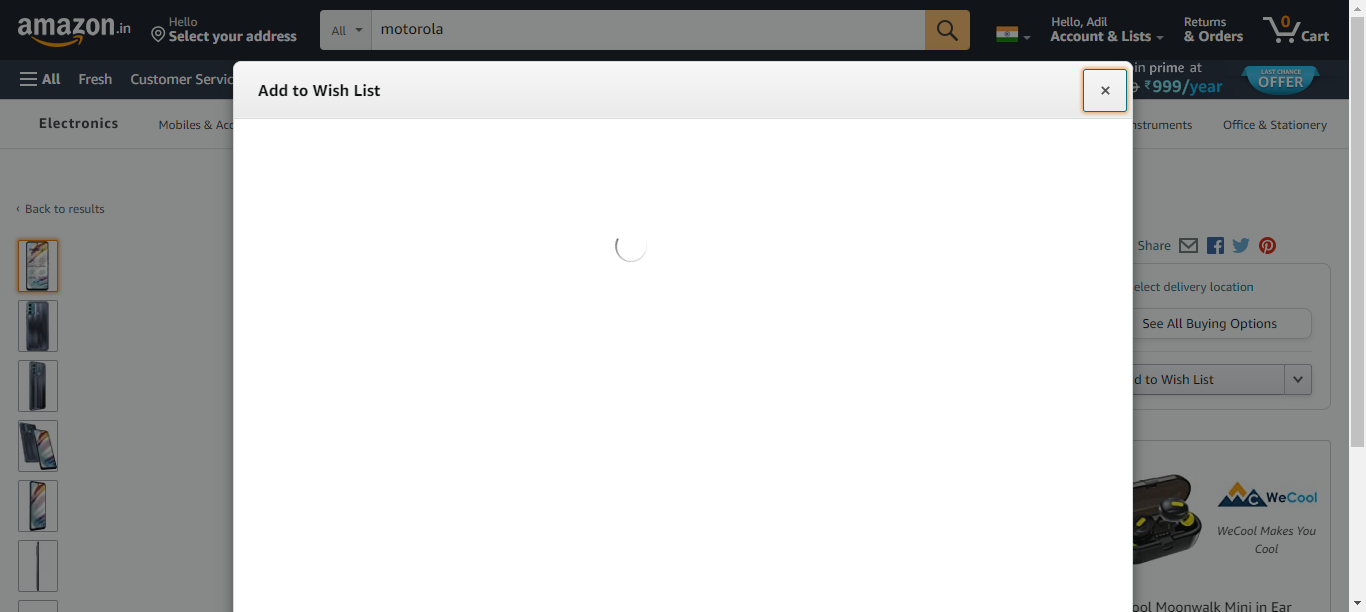 amazon.in
Hello
Select your address
All
motorola
Hello, Adil
Account & Lists
Returns
& Orders
0
Cart
All
Fresh
Customer Servic
in prime at
₹999/year
LAST CHANCE
OFFER
Add to Wish List
×
Electronics
Mobiles & Acc
nstruments
Office & Stationery
‹ Back to results
Share
elect delivery location
See All Buying Options
d to Wish List
WeCool
WeCool Makes You
Cool
ool Moonwalk Mini in Ear